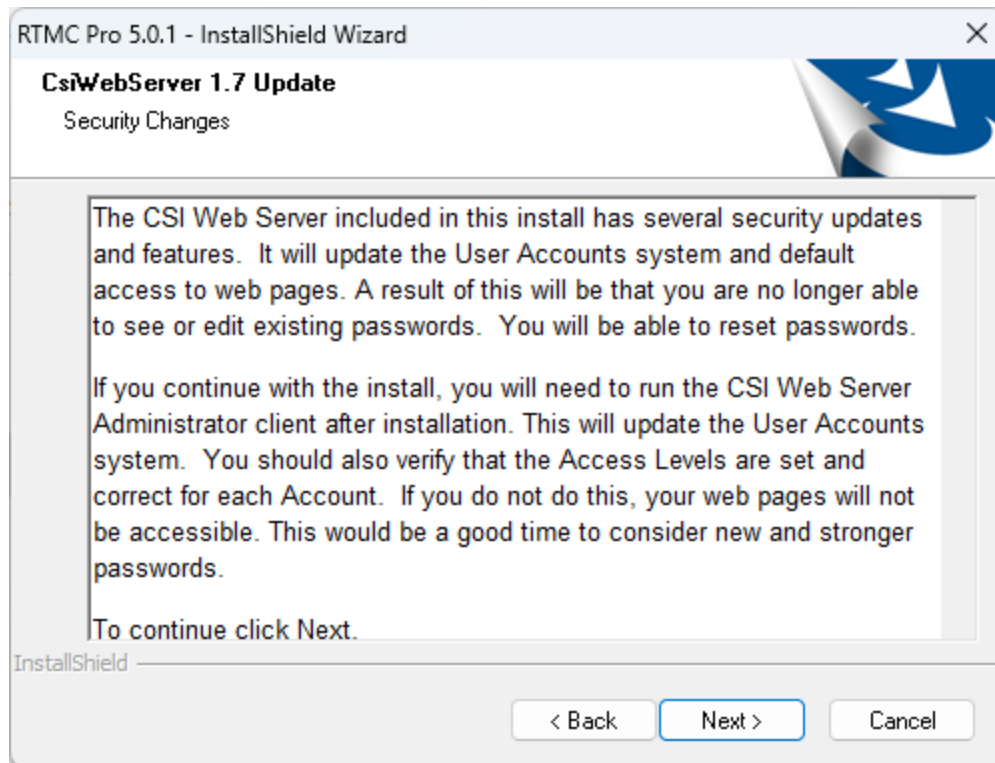 RTMC Pro 5.0.1 - InstallShield Wizard
CsiWebServer 1.7 Update
Security Changes
The CSI Web Server included in this install has several security updates
and features.  It will update the User Accounts system and default
access to web pages. A result of this will be that you are no longer able
to see or edit existing passwords.  You will be able to reset passwords.
If you continue with the install, you will need to run the CSI Web Server
Administrator client after installation. This will update the User Accounts
system.  You should also verify that the Access Levels are set and
correct for each Account.  If you do not do this, your web pages will not
be accessible. This would be a good time to consider new and stronger
passwords.
To continue click Next.
InstallShield
< Back
Next >
Cancel